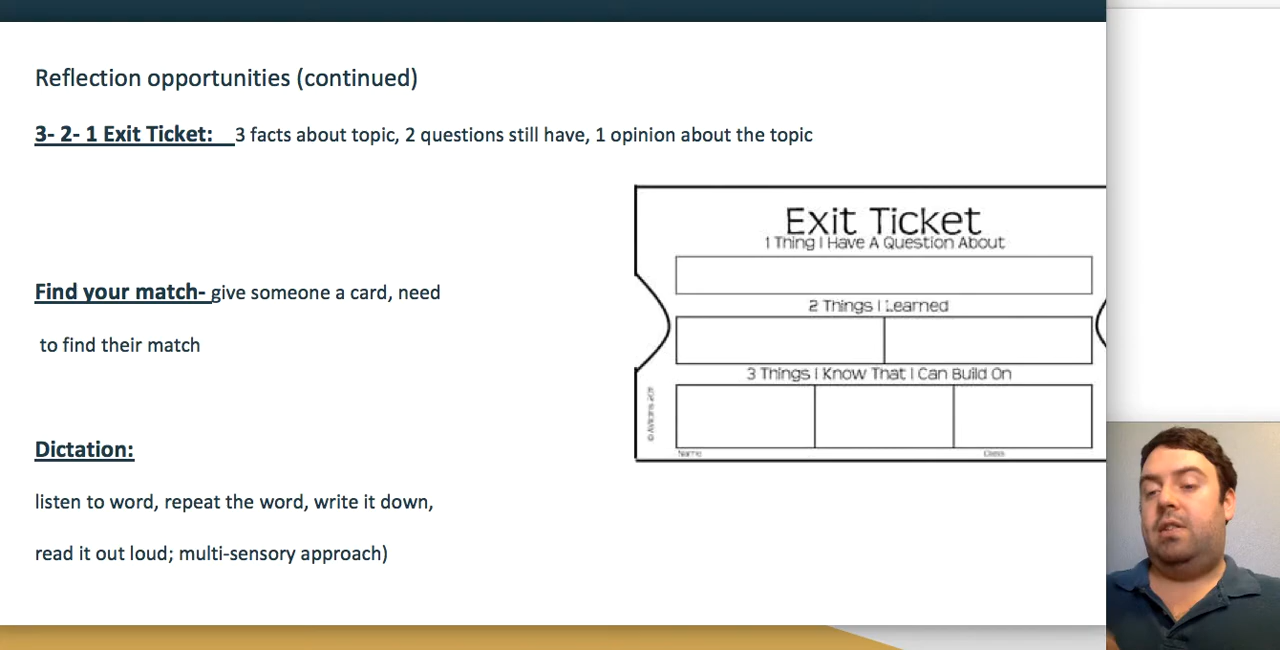 Reflection opportunities (continued)
3- 2- 1 Exit Ticket: 3 facts about topic, 2 questions still have, 1 opinion about the topic
Find your match- give someone a card, need
to find their match
Dictation:
listen to word, repeat the word, write it down,
read it out loud; multi-sensory approach)
Exit Ticket
1 Thing I Have A Question About
2 Things I Learned
3 Things I Know That I Can Build On
Name
Class